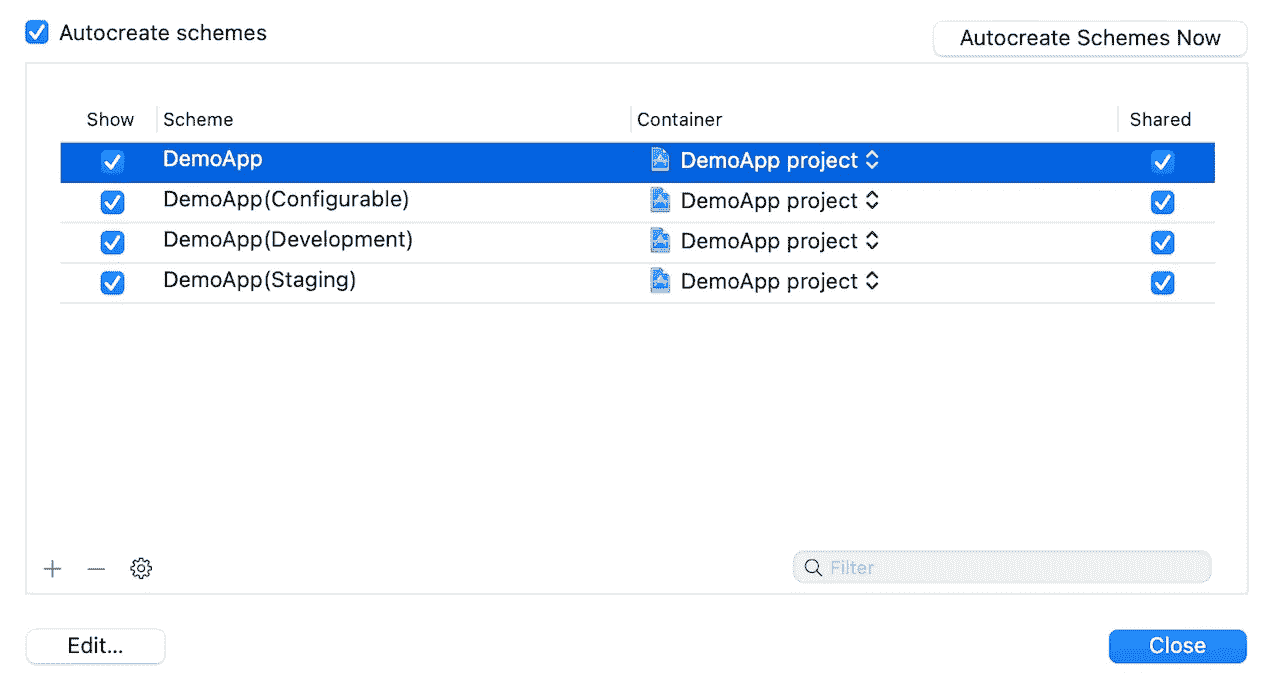 Autocreate schemes
Autocreate Schemes Now
Show Scheme Container Shared
DemoApp DemoApp project
DemoApp(Configurable) DemoApp project
DemoApp(Development) DemoApp project
DemoApp(Staging) DemoApp project
Filter
Edit...
Close